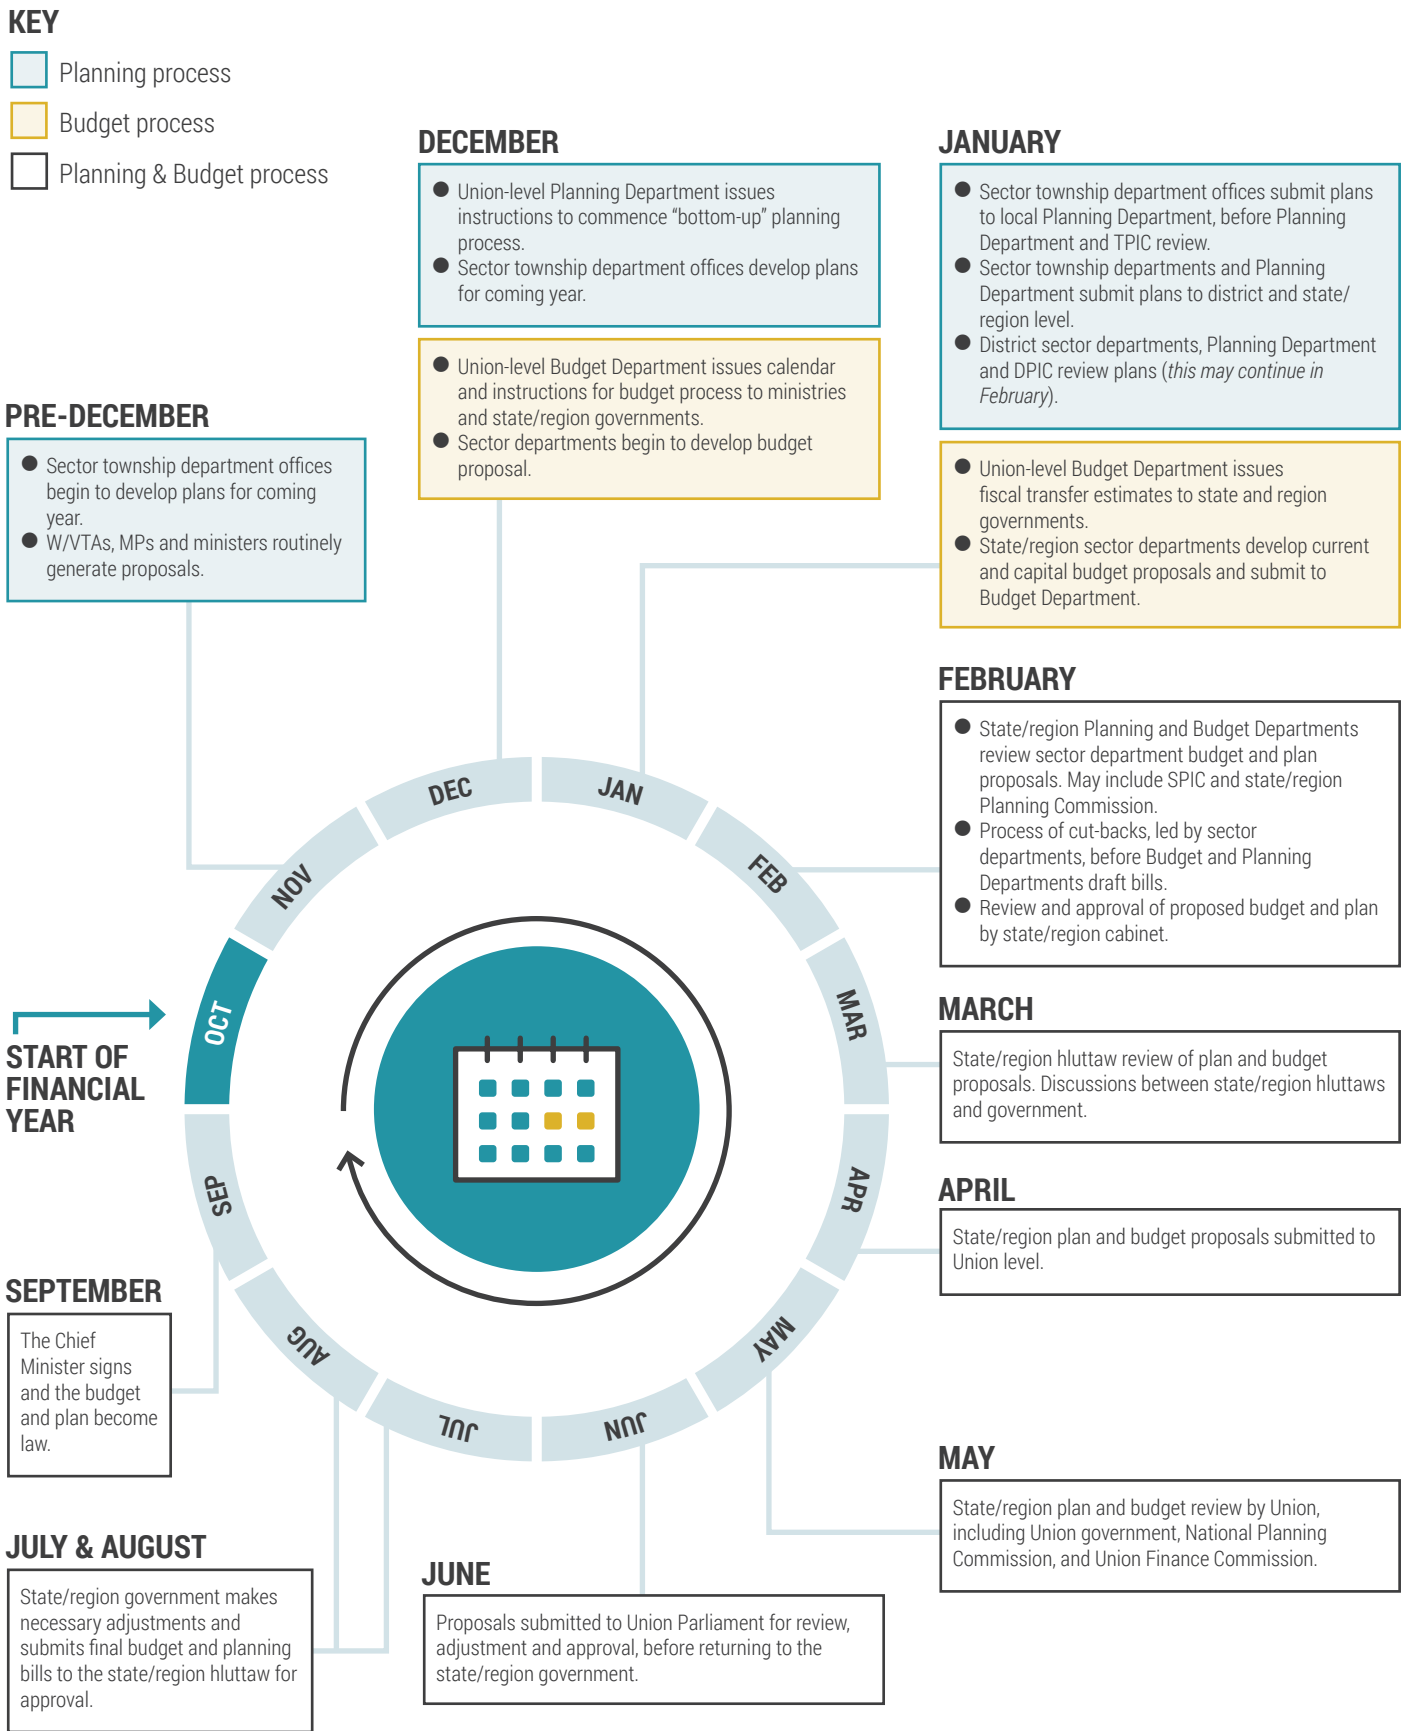 KEY
Planning process
Budget process
Planning & Budget process
PRE-DECEMBER
● Sector township department offices
begin to develop plans for coming
year.
● W/VTAs, MPs and ministers routinely
generate proposals.
DECEMBER
● Union-level Planning Department issues
instructions to commence “bottom-up” planning
process.
● Sector township department offices develop plans
for coming year.
● Union-level Budget Department issues calendar
and instructions for budget process to ministries
and state/region governments.
● Sector departments begin to develop budget
proposal.
JANUARY
● Sector township department offices submit plans
to local Planning Department, before Planning
Department and TPIC review.
● Sector township departments and Planning
Department submit plans to district and state/
region level.
● District sector departments, Planning Department
and DPIC review plans (this may continue in
February).
● Union-level Budget Department issues
fiscal transfer estimates to state and region
governments.
● State/region sector departments develop current
and capital budget proposals and submit to
Budget Department.
FEBRUARY
● State/region Planning and Budget Departments
review sector department budget and plan
proposals. May include SPIC and state/region
Planning Commission.
● Process of cut-backs, led by sector
departments, before Budget and Planning
Departments draft bills.
● Review and approval of proposed budget and plan
by state/region cabinet.
MARCH
State/region hluttaw review of plan and budget
proposals. Discussions between state/region hluttaws
and government.
APRIL
State/region plan and budget proposals submitted to
Union level.
MAY
State/region plan and budget review by Union,
including Union government, National Planning
Commission, and Union Finance Commission.
JUNE
Proposals submitted to Union Parliament for review,
adjustment and approval, before returning to the
state/region government.
JULY & AUGUST
State/region government makes
necessary adjustments and
submits final budget and planning
bills to the state/region hluttaw for
approval.
SEPTEMBER
The Chief
Minister signs
and the budget
and plan become
law.
START OF
FINANCIAL
YEAR
OCT
NOV
DEC
JAN
FEB
MAR
APR
MAY
JUN
JUL
AUG
SEP